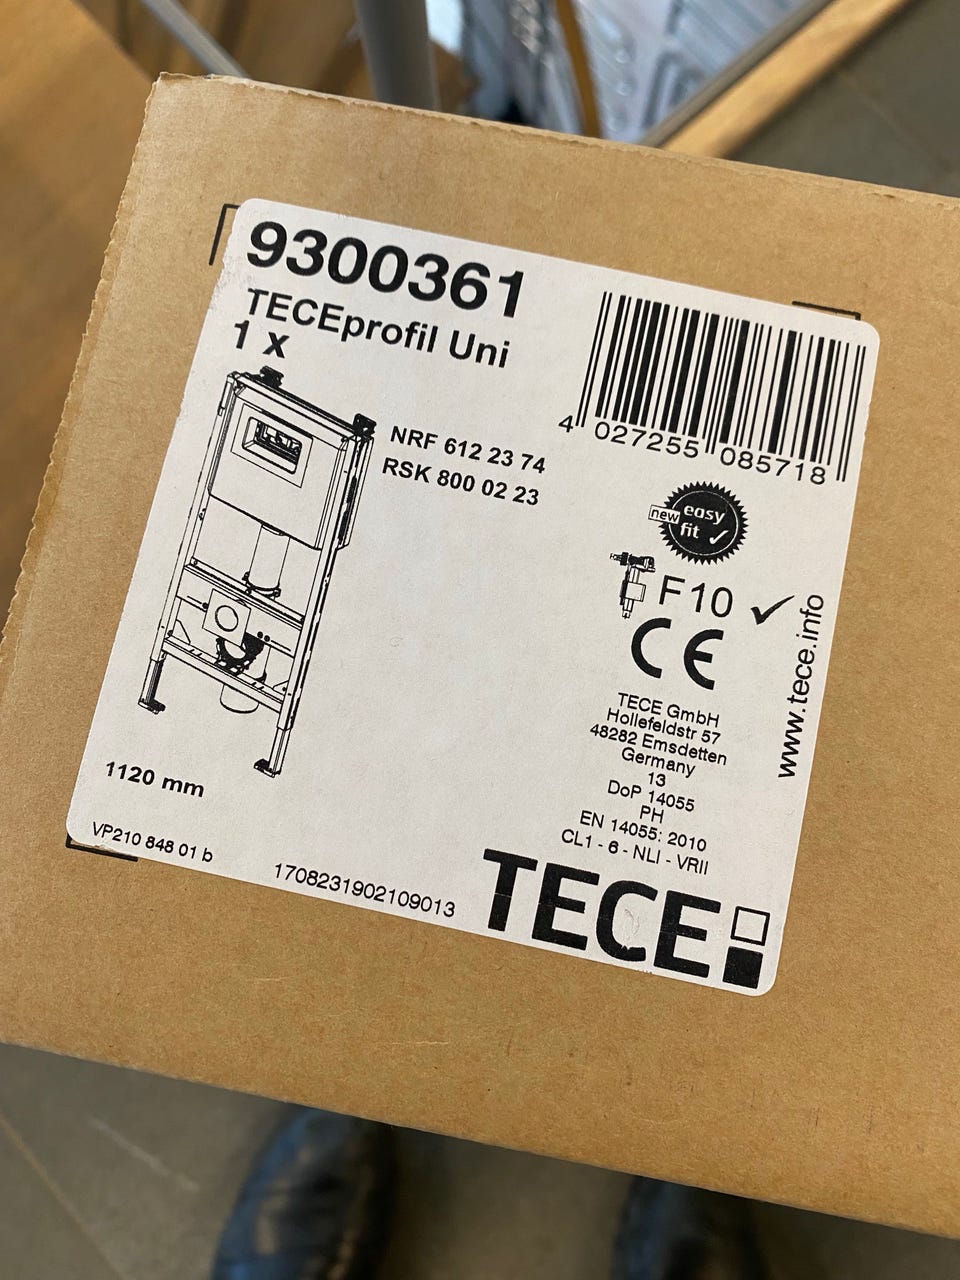 9300361
TECEprofil Uni
1 x
NRF 612 23 74
RSK 800 02 23
4 027255 085718
new easy
fit
F10
CE
www.tece.info
TECE GmbH
Hollefeldstr 57
48282 Emsdetten
Germany
13
DoP 14055
PH
EN 14055: 2010
CL1 - 6 - NLI - VRII
1120 mm
VP210 848 01 b
1708231902109013
TECE